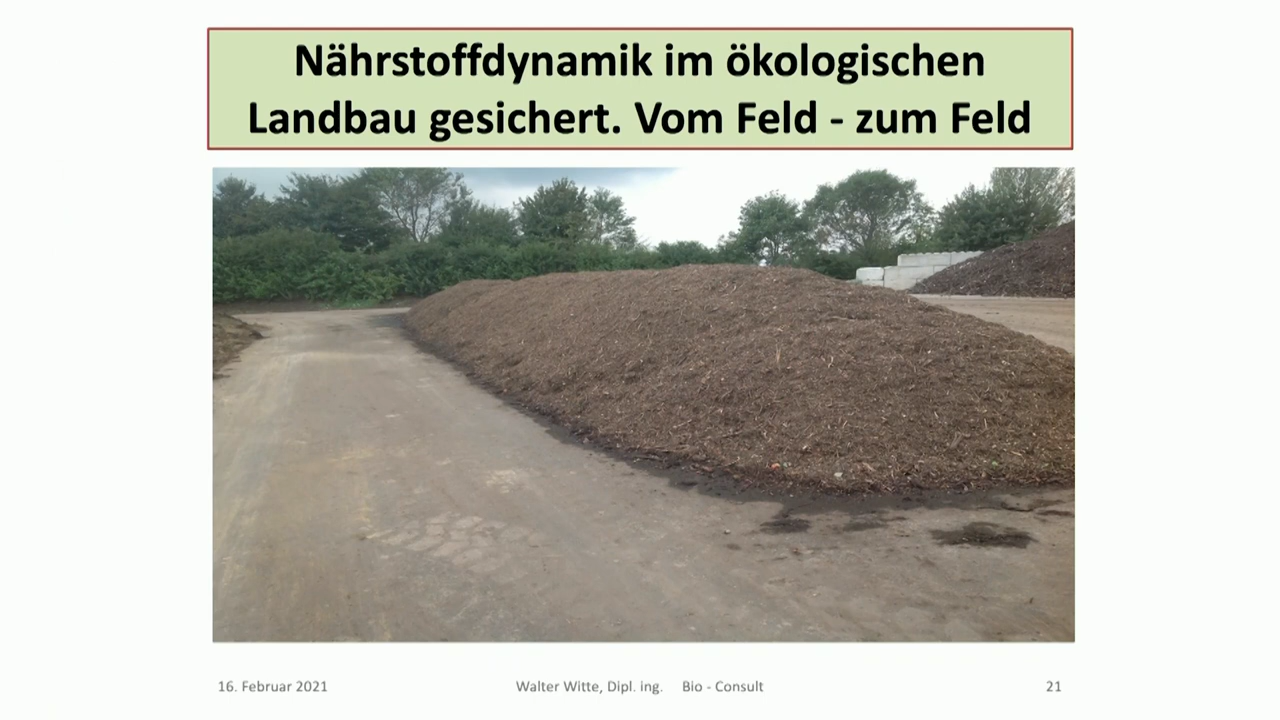 Nährstoffdynamik im ökologischen
Landbau gesichert. Vom Feld - zum Feld
16. Februar 2021
Walter Witte, Dipl. ing. Bio - Consult
21